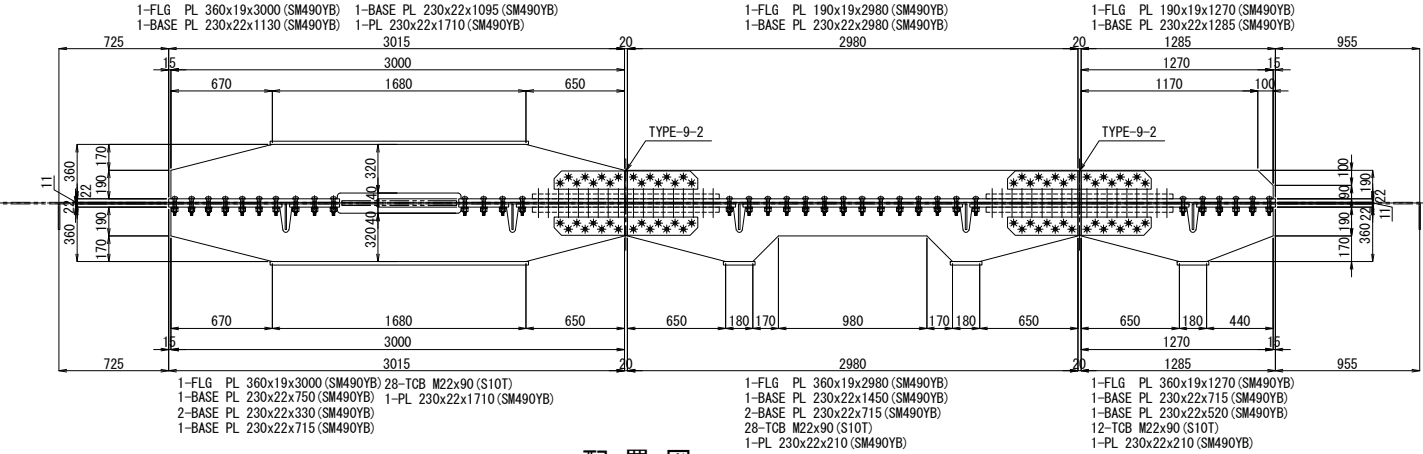 1-FLG PL 360x19x3000(SM490YB) 1-BASE PL 230x22x1095(SM490YB)
1-BASE PL 230x22x1130(SM490YB) 1-PL 230x22x1710(SM490YB)
1-FLG PL 190x19x2980(SM490YB)
1-BASE PL 230x22x2980(SM490YB)
1-FLG PL 190x19x1270(SM490YB)
1-BASE PL 230x22x1285(SM490YB)
725 3015 20 2980 20 1285 955
15 3000 1270 15
670 1680 650 1170 100
TYPE-9-2 TYPE-9-2
360 170 190 320 40 100 190 90
11 22 22
22 11
22 190 360 170 40 320 190 22 360 170
670 1680 650 650 180 170 980 170 180 650 650 180 440
15 3000 1270 15
725 3015 20 2980 20 1285 955
1-FLG PL 360x19x3000(SM490YB) 28-TCB M22x90(S10T)
1-BASE PL 230x22x750(SM490YB) 1-PL 230x22x1710(SM490YB)
2-BASE PL 230x22x330(SM490YB)
1-BASE PL 230x22x715(SM490YB)
1-FLG PL 360x19x2980(SM490YB)
1-BASE PL 230x22x1450(SM490YB)
2-BASE PL 230x22x715(SM490YB)
28-TCB M22x90(S10T)
1-PL 230x22x210(SM490YB)
1-FLG PL 360x19x1270(SM490YB)
1-BASE PL 230x22x715(SM490YB)
1-BASE PL 230x22x520(SM490YB)
12-TCB M22x90(S10T)
1-PL 230x22x210(SM490YB)